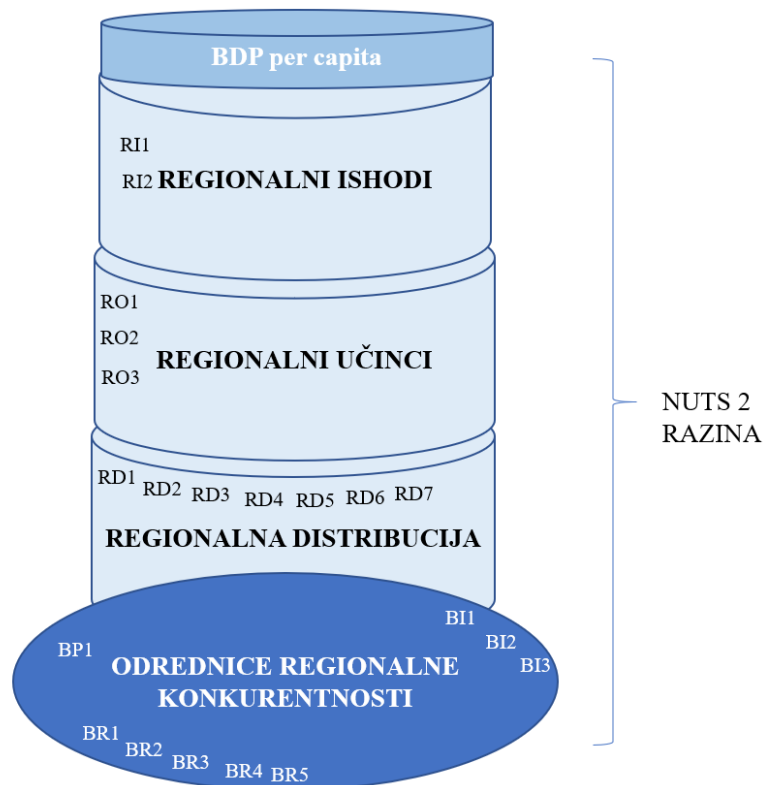 BDP per capita
RI1
RI2 REGIONALNI ISHODI
RO1
RO2
REGIONALNI UČINCI
RO3
NUTS 2
RAZINA
RD1 RD2 RD3 RD4 RD5 RD6 RD7
REGIONALNA DISTRIBUCIJA
BI1
BI2
BI3
BP1
ODREDNICE REGIONALNE
KONKURENTNOSTI
BR1 BR2 BR3 BR4 BR5